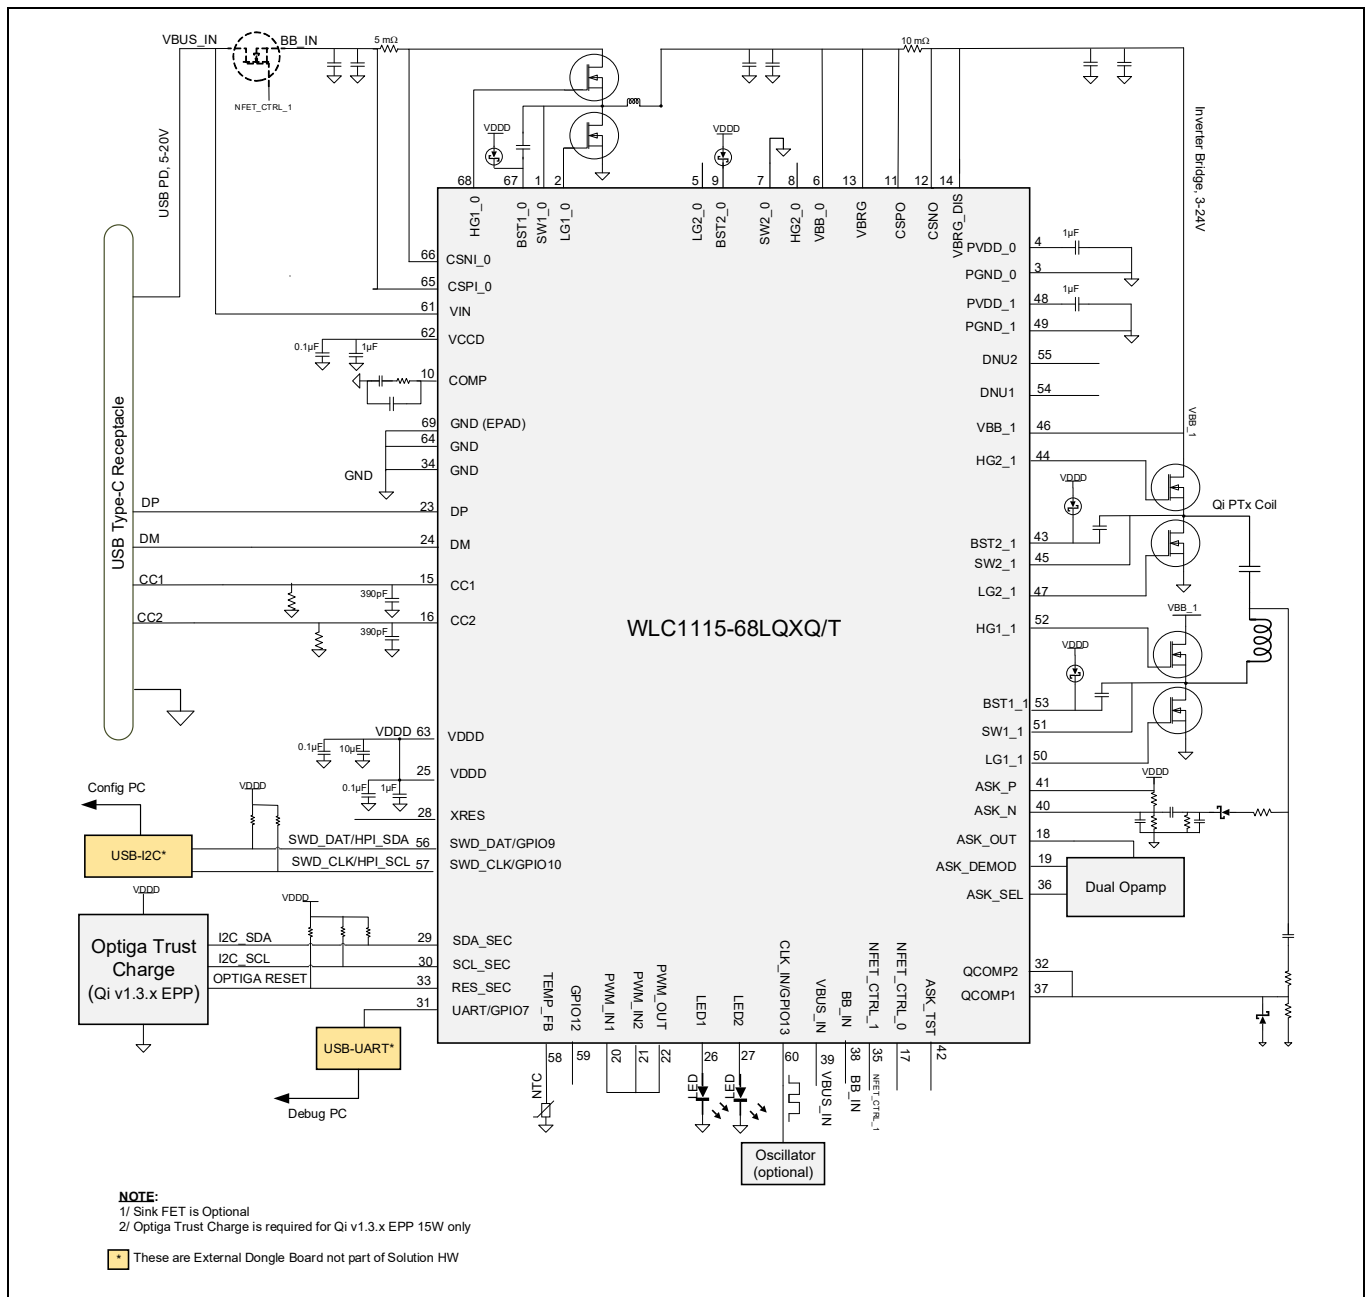 VBUS_IN
BB_IN
5 mΩ
10 mΩ
NFET_CTRL_1
USB PD, 5-20V
Inverter Bridge, 3-24V
VDDD
VDDD
68
67
1
2
5
9
7
8
6
13
11
12
14
HG1_0
BST1_0
SW1_0
LG1_0
LG2_0
BST2_0
SW2_0
HG2_0
VBB_0
VBRG
CSPO
CSNO
VBRG_DIS
USB Type-C Receptacle
66 CSNI_0
65 CSPI_0
61 VIN
62 VCCD
0.1µF
1µF
10 COMP
69 GND (EPAD)
64 GND
34 GND
GND
DP 23 DP
DM 24 DM
CC1 15 CC1
390pF
CC2 16 CC2
390pF
VDDD 63 VDDD
0.1µF
10µF
25 VDDD
0.1µF
1µF
28 XRES
Config PC
VDDD
USB-I2C*
SWD_DAT/HPI_SDA 56 SWD_DAT/GPIO9
SWD_CLK/HPI_SCL 57 SWD_CLK/GPIO10
VDDD
VDDD
Optiga Trust
Charge
(Qi v1.3.x EPP)
I2C_SDA 29 SDA_SEC
I2C_SCL 30 SCL_SEC
OPTIGA RESET 33 RES_SEC
31 UART/GPIO7
USB-UART*
Debug PC
WLC1115-68LQXQ/T
PVDD_0 4
1µF
PGND_0 3
PVDD_1 48
1µF
PGND_1 49
DNU2 55
DNU1 54
VBB_1 46
VBB_1
HG2_1 44
VDDD
Qi PTx Coil
BST2_1 43
SW2_1 45
LG2_1 47
VBB_1
HG1_1 52
VDDD
BST1_1 53
SW1_1 51
LG1_1 50
VDDD
ASK_P 41
ASK_N 40
ASK_OUT 18
ASK_DEMOD 19
ASK_SEL 36
Dual Opamp
QCOMP2 32
QCOMP1 37
TEMP_FB
GPIO12
PWM_IN1
PWM_IN2
PWM_OUT
LED1
LED2
CLK_IN/GPIO13
VBUS_IN
BB_IN
NFET_CTRL_1
NFET_CTRL_0
ASK_TST
58
59
20
21
22
26
27
60
39
38
35
17
42
NTC
LED
LED
VBUS_IN
BB_IN
NFET_CTRL_1
Oscillator
(optional)
NOTE:
1/ Sink FET is Optional
2/ Optiga Trust Charge is required for Qi v1.3.x EPP 15W only
* These are External Dongle Board not part of Solution HW